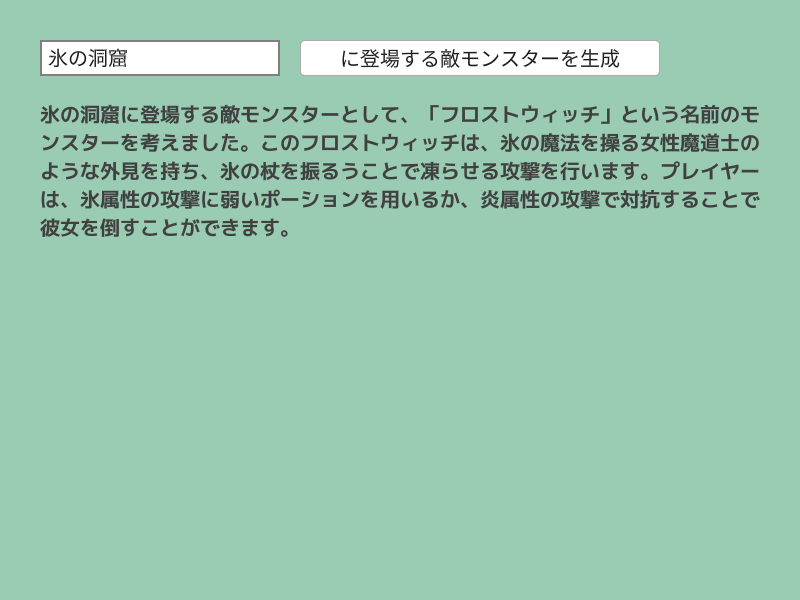 氷の洞窟
に登場する敵モンスターを生成
氷の洞窟に登場する敵モンスターとして、「フロストウィッチ」という名前のモ
ンスターを考えました。このフロストウィッチは、氷の魔法を操る女性魔道士の
ような外見を持ち、氷の杖を振るうことで凍らせる攻撃を行います。プレイヤー
は、氷属性の攻撃に弱いポーションを用いるか、炎属性の攻撃で対抗することで
彼女を倒すことができます。